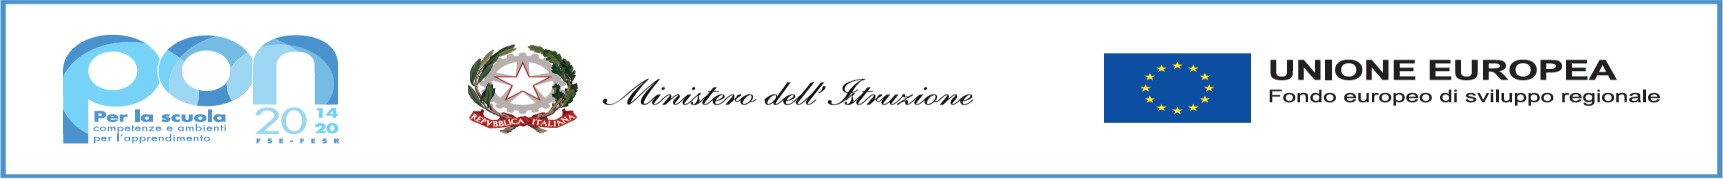 pon
Per la scuola
competenze e ambienti
per l'apprendimento
20 14
20
FSE-FESR
REPVBBLICA ITALIANA
Ministero dell'Istruzione
UNIONE EUROPEA
Fondo europeo di sviluppo regionale